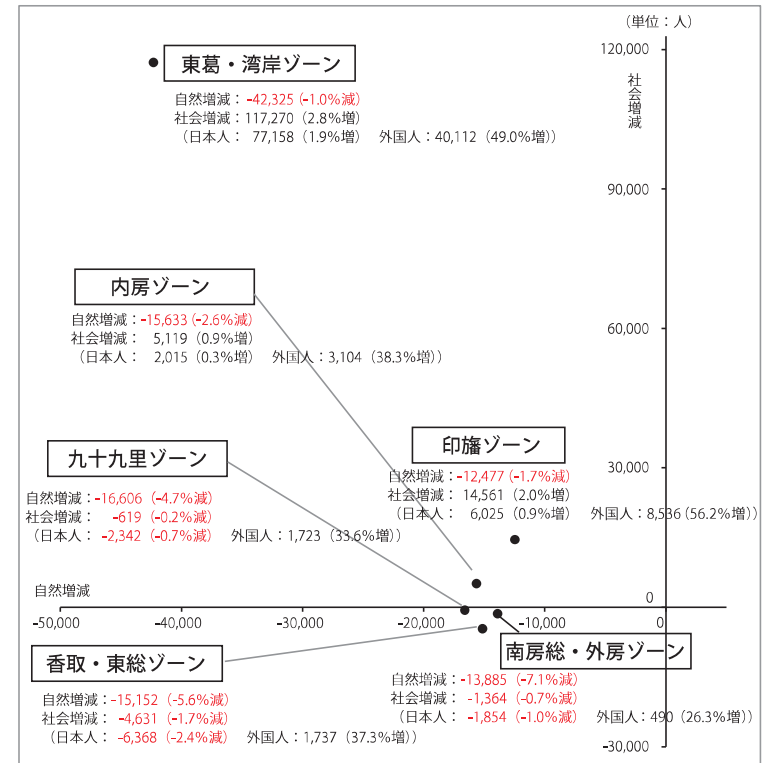 （単位：人）
120,000
社会増減
90,000
60,000
30,000
0
-30,000
東葛・湾岸ゾーン
自然増減：-42,325 (-1.0%減)
社会増減：117,270（2.8%増）
（日本人： 77,158（1.9%増） 外国人：40,112（49.0%増））
内房ゾーン
自然増減：-15,633 (-2.6%減)
社会増減： 5,119（0.9%増）
（日本人： 2,015（0.3%増） 外国人：3,104（38.3%増））
九十九里ゾーン
自然増減：-16,606（-4.7%減）
社会増減： -619（-0.2%減）
（日本人： -2,342（-0.7%減） 外国人：1,723（33.6%増））
印旛ゾーン
自然増減：-12,477 (-1.7%減)
社会増減： 14,561（2.0%増）
（日本人： 6,025（0.9%増） 外国人：8,536（56.2%増））
自然増減
-50,000 -40,000 -30,000 -20,000 -10,000 0
香取・東総ゾーン
自然増減：-15,152（-5.6%減）
社会増減： -4,631（-1.7%減）
（日本人： -6,368（-2.4%減） 外国人：1,737（37.3%増））
南房総・外房ゾーン
自然増減：-13,885（-7.1%減）
社会増減： -1,364（-0.7%減）
（日本人： -1,854（-1.0%減） 外国人：490（26.3%増））